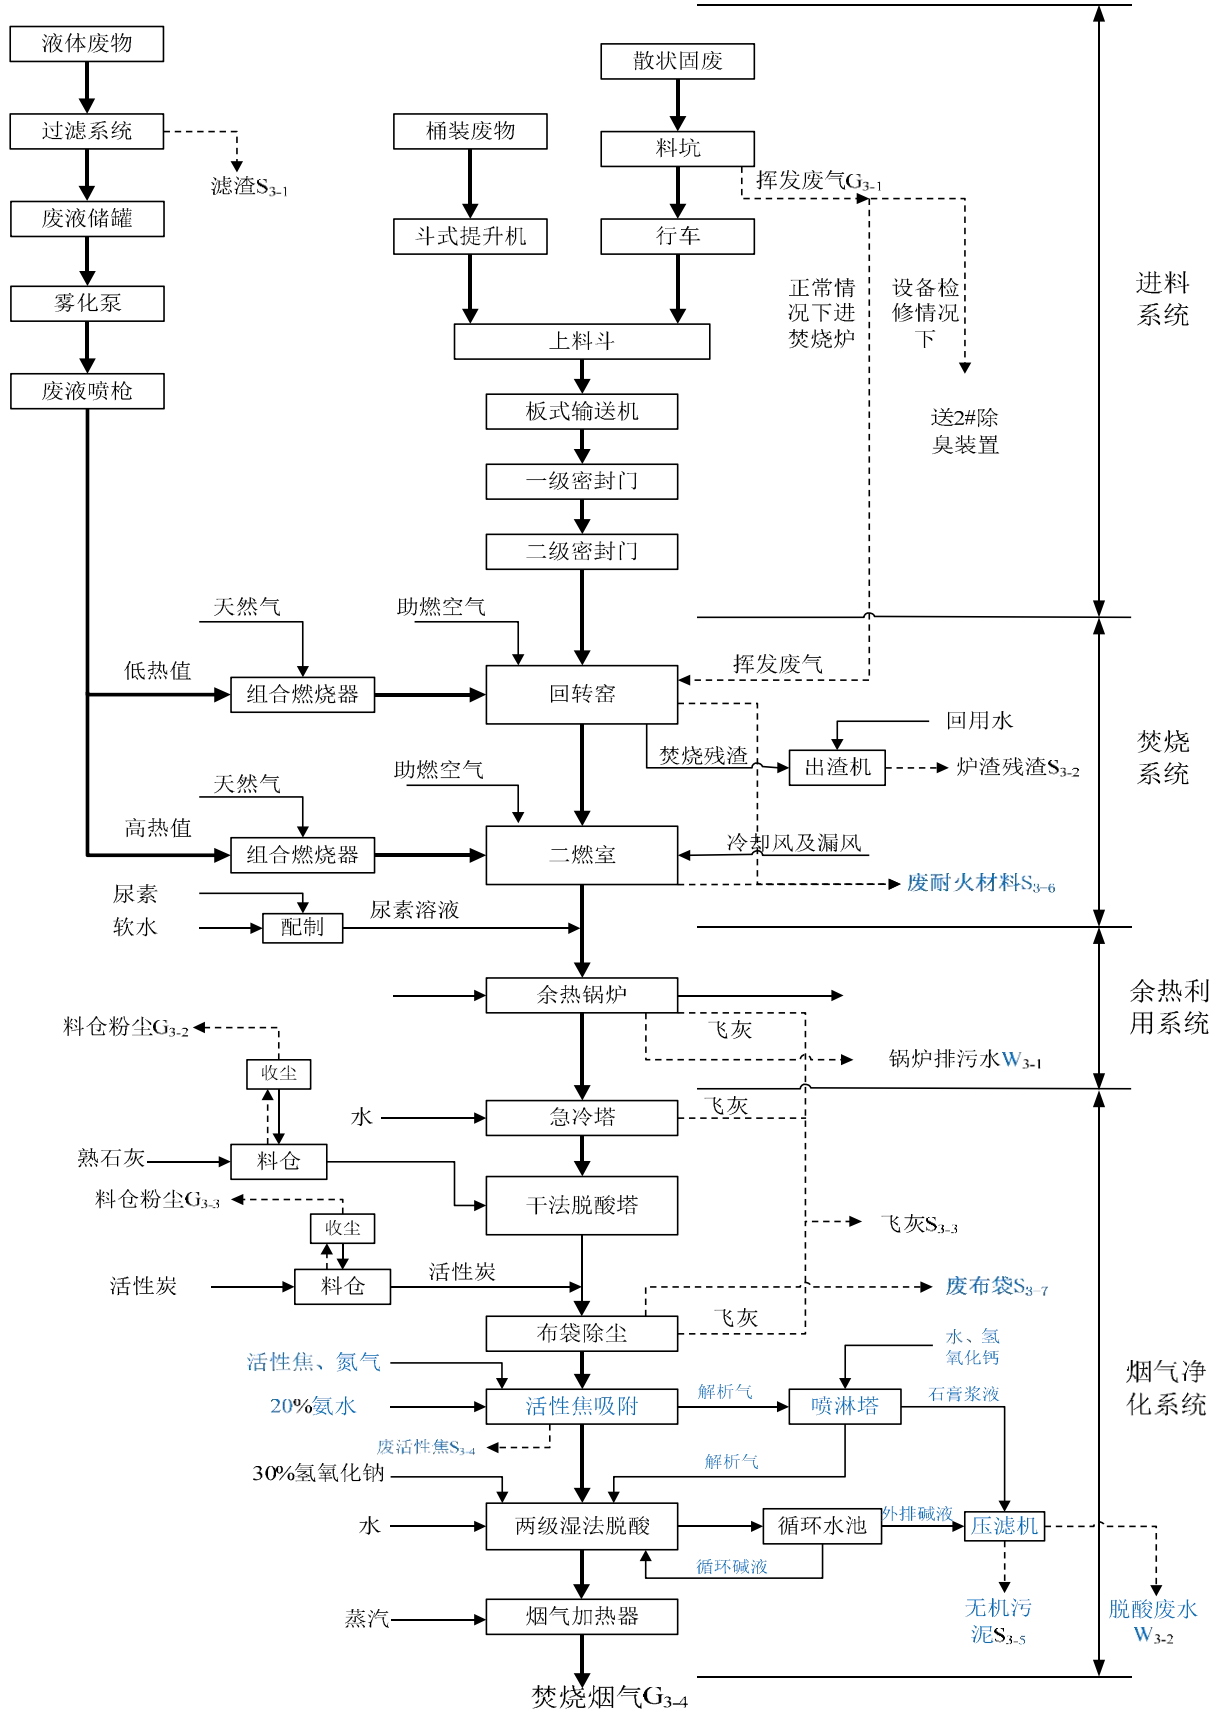 液体废物
散状固废
过滤系统
桶装废物
料坑
滤渣S3-1
挥发废气G3-1
废液储罐
斗式提升机
行车
雾化泵
正常情
况下进
焚烧炉
设备检
修情况
下
进料
系统
上料斗
废液喷枪
板式输送机
送2#除
臭装置
一级密封门
二级密封门
天然气
助燃空气
低热值
组合燃烧器
回转窑
挥发废气
回用水
焚烧残渣
出渣机
炉渣残渣S3-2
焚烧
系统
天然气
助燃空气
高热值
组合燃烧器
二燃室
冷却风及漏风
废耐火材料S3-6
尿素
软水
配制
尿素溶液
余热锅炉
余热利
用系统
料仓粉尘G3-2
飞灰
锅炉排污水W3-1
收尘
水
急冷塔
飞灰
熟石灰
料仓
料仓粉尘G3-3
干法脱酸塔
收尘
飞灰S3-3
活性炭
料仓
活性炭
废布袋S3-7
布袋除尘
飞灰
水、氢
氧化钙
活性焦、氮气
20%氨水
活性焦吸附
解析气
喷淋塔
石膏浆液
烟气净
化系统
废活性焦S3-4
解析气
30%氢氧化钠
水
两级湿法脱酸
循环水池
外排碱液
压滤机
循环碱液
蒸汽
烟气加热器
无机污
泥S3-5
脱酸废水
W3-2
焚烧烟气G3-4